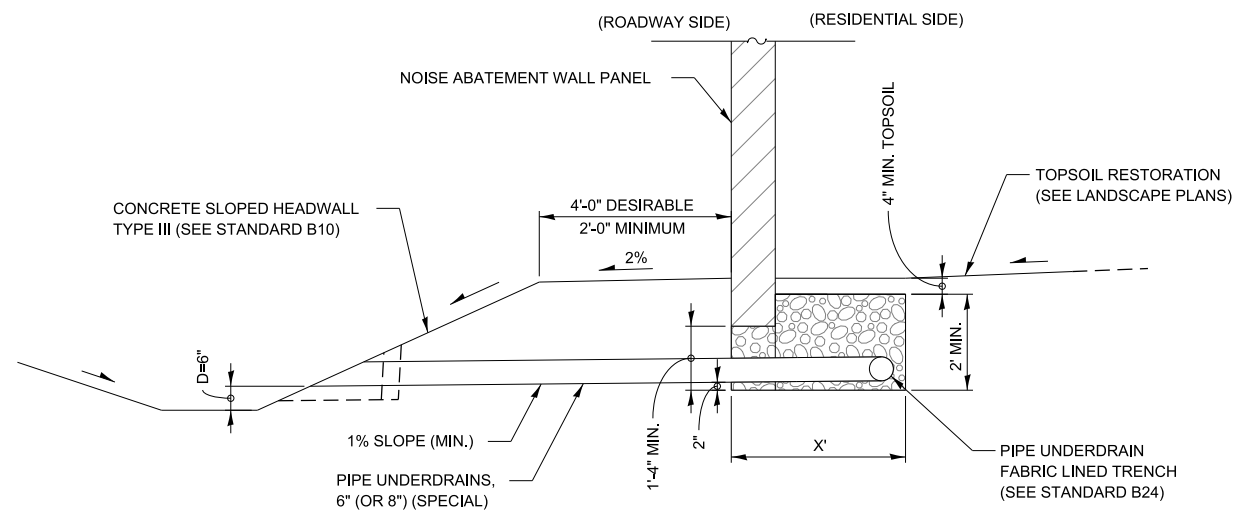 (ROADWAY SIDE)
(RESIDENTIAL SIDE)
NOISE ABATEMENT WALL PANEL
4" MIN. TOPSOIL
TOPSOIL RESTORATION
(SEE LANDSCAPE PLANS)
CONCRETE SLOPED HEADWALL
TYPE III (SEE STANDARD B10)
4'-0" DESIRABLE
2'-0" MINIMUM
2%
2' MIN.
D=6"
1'-4" MIN.
2"
X'
1% SLOPE (MIN.)
PIPE UNDERDRAINS,
6" (OR 8") (SPECIAL)
PIPE UNDERDRAIN
FABRIC LINED TRENCH
(SEE STANDARD B24)